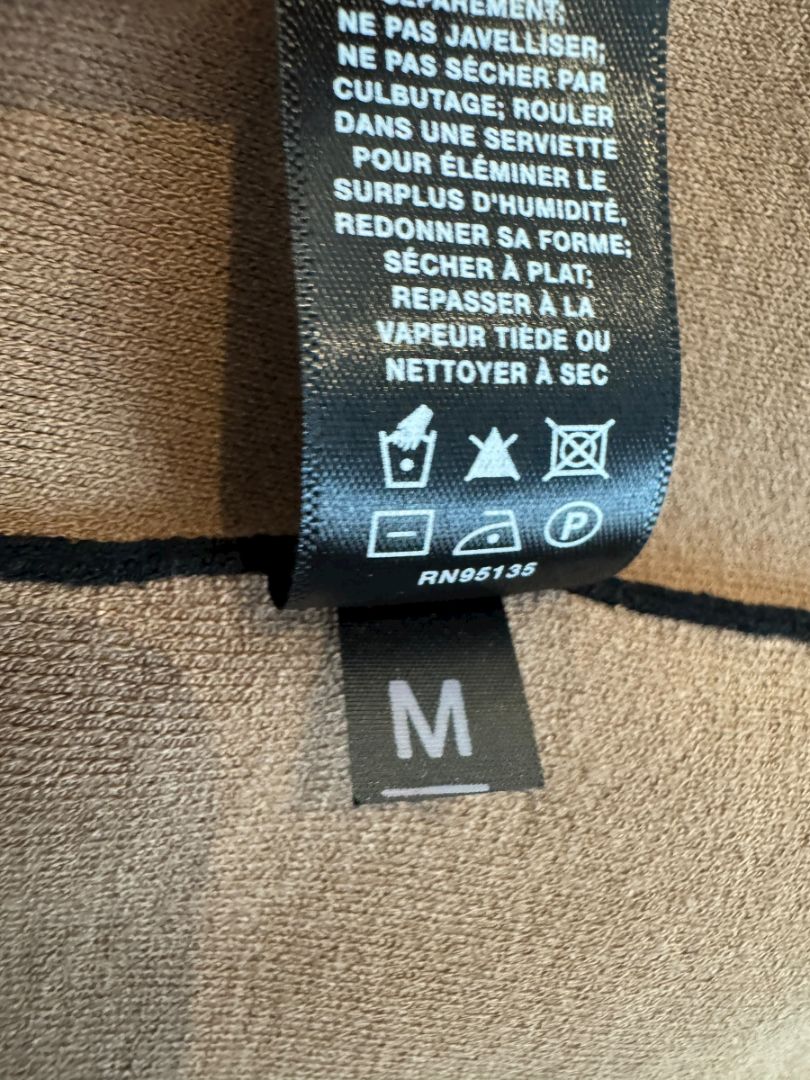 SÉPARÉMENT;
NE PAS JAVELLISER;
NE PAS SÉCHER PAR
CULBUTAGE; ROULER
DANS UNE SERVIETTE
POUR ÉLÉMINER LE
SURPLUS D'HUMIDITÉ,
REDONNER SA FORME;
SÉCHER À PLAT;
REPASSER À LA
VAPEUR TIÈDE OU
NETTOYER À SEC
P
RN95135
M